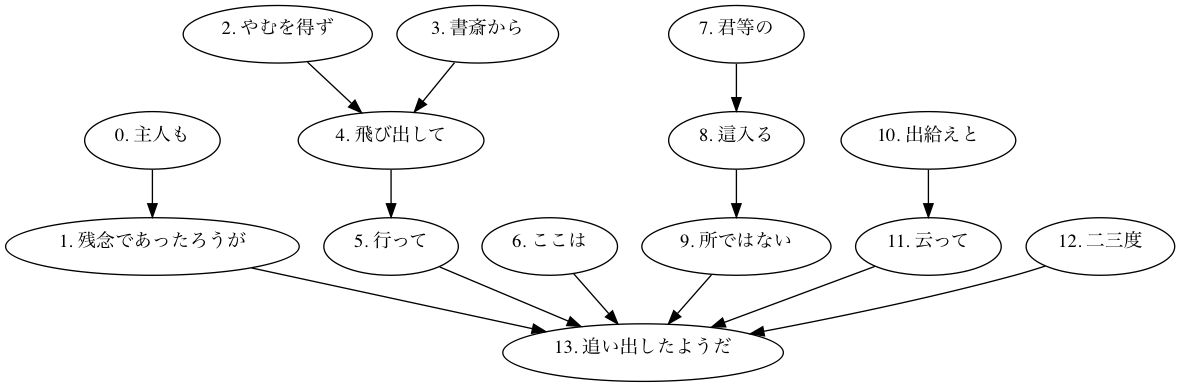 2. やむを得ず
3. 書斎から
7. 君等の
0. 主人も
4. 飛び出して
8. 這入る
10. 出給えと
1. 残念であったろうが
5. 行って
6. ここは
9. 所ではない
11. 云って
12. 二三度
13. 追い出したようだ